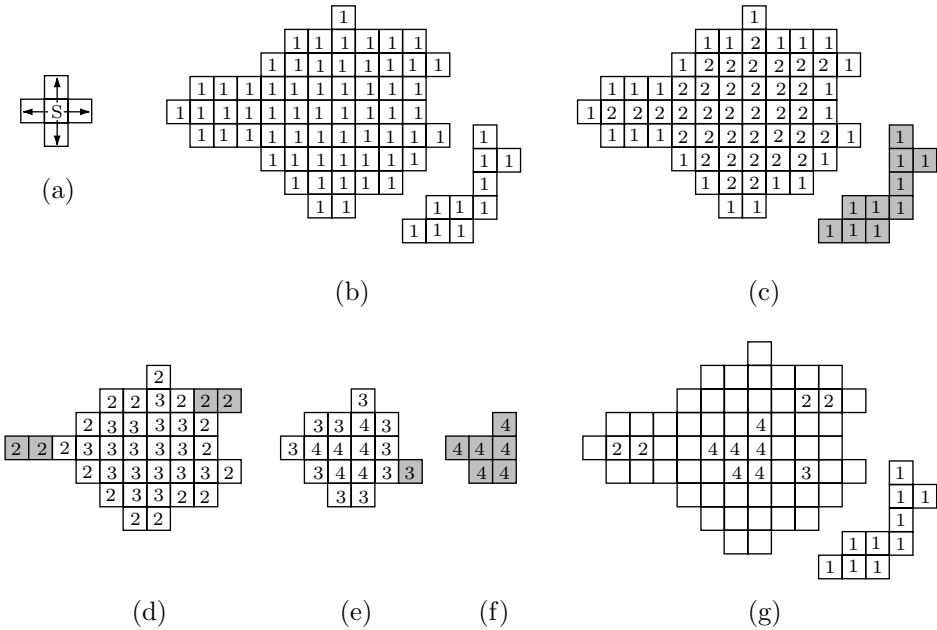 S
(a)
1
1 1 1 1 1 1
1 1 1 1 1 1 1 1
1 1 1 1 1 1 1 1 1 1
1 1 1 1 1 1 1 1 1 1 1
1 1 1 1 1 1 1 1 1 1 1 1
1 1 1 1 1 1 1 1 1
1 1 1 1 1 1
1 1 1 1 1
1 1 1
(b)
1
1 1 2 1 1 1
1 2 2 2 2 2 2 1
1 1 1 2 2 2 2 2 2 1
1 2 2 2 2 2 2 2 2 2 1
1 1 1 2 2 2 2 2 2 2 1 1
1 2 2 2 2 2 1 1 1
1 2 2 1 1 1
1 1 1 1 1
1 1 1
(c)
2
2 2 3 2 2 2
2 3 3 3 3 2
2 2 2 3 3 3 3 3 2
2 3 3 3 3 3 2
2 3 3 2 2
2 2
(d)
3
3 3 4 3
3 4 4 4 3
3 4 4 3 3
3 3
(e)
4
4 4 4
4 4
(f)
2 2
4
2 2 4 4 4
4 4 3 1
1 1
1
1 1 1
1 1 1
(g)